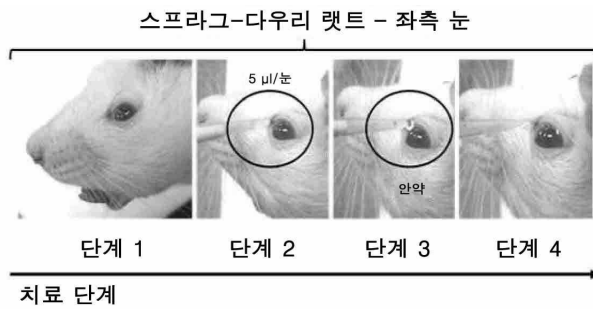 스프라그-다우리 랫트 – 좌측 눈
5 μl/눈
안약
단계 1
단계 2
단계 3
단계 4
치료 단계